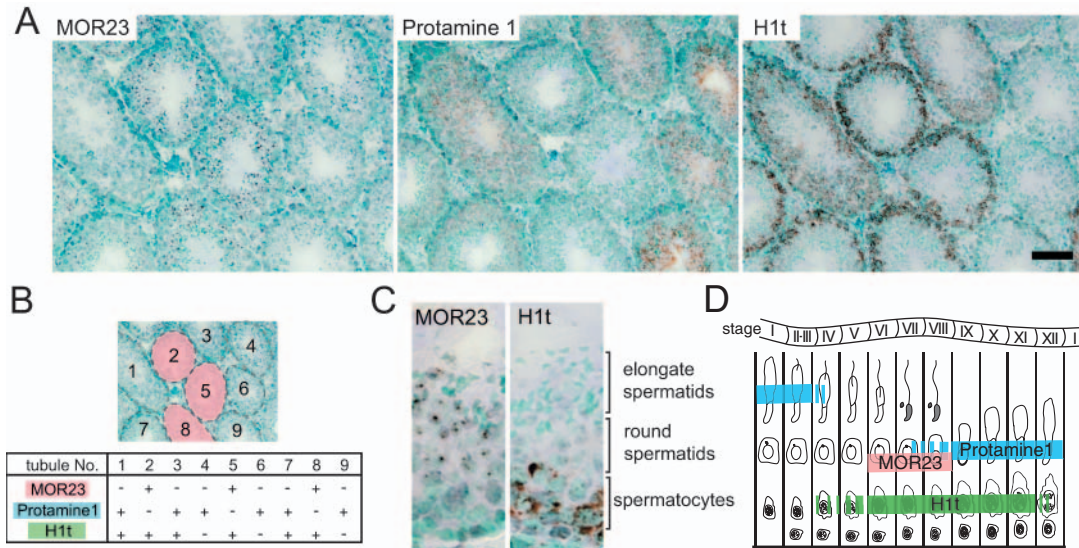 A
MOR23
Protamine 1
H1t
B
1
2
3
4
5
6
7
8
9
tubule No. 1 2 3 4 5 6 7 8 9
MOR23 - + - - + - - + -
Protamine1 + - + + - + + - +
H1t + + + - + - + + -
C
MOR23
H1t
elongate
spermatids
round
spermatids
spermatocytes
D
stage I II-III IV V VI VII VIII IX X XI XII I
Protamine1
MOR23
H1t